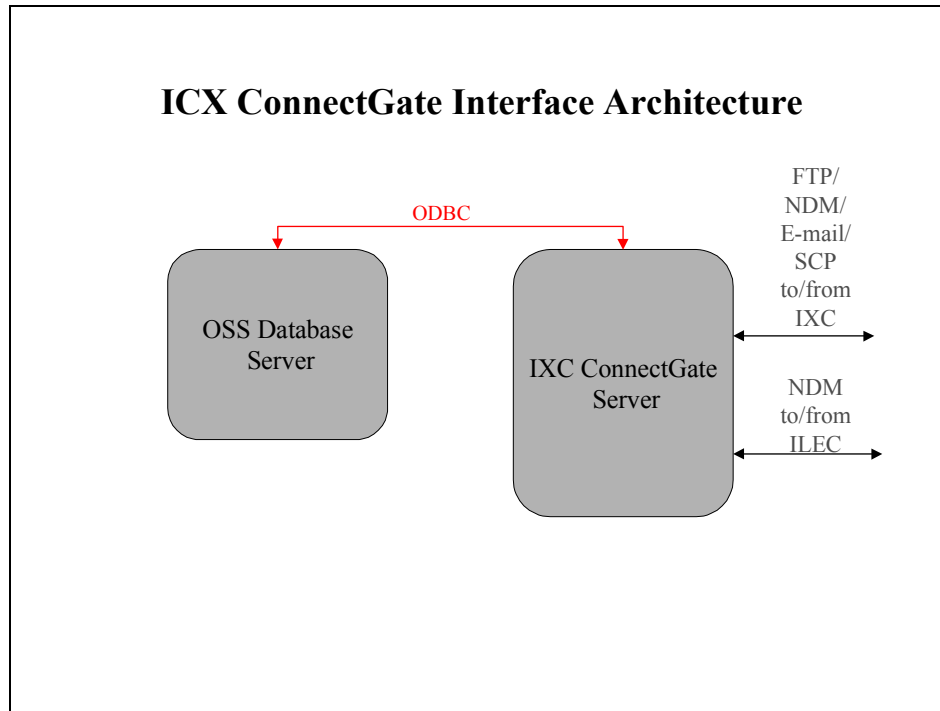 ICX ConnectGate Interface Architecture
FTP/
NDM/
E-mail/
SCP
to/from
IXC
ODBC
OSS Database
Server
IXC ConnectGate
Server
NDM
to/from
ILEC